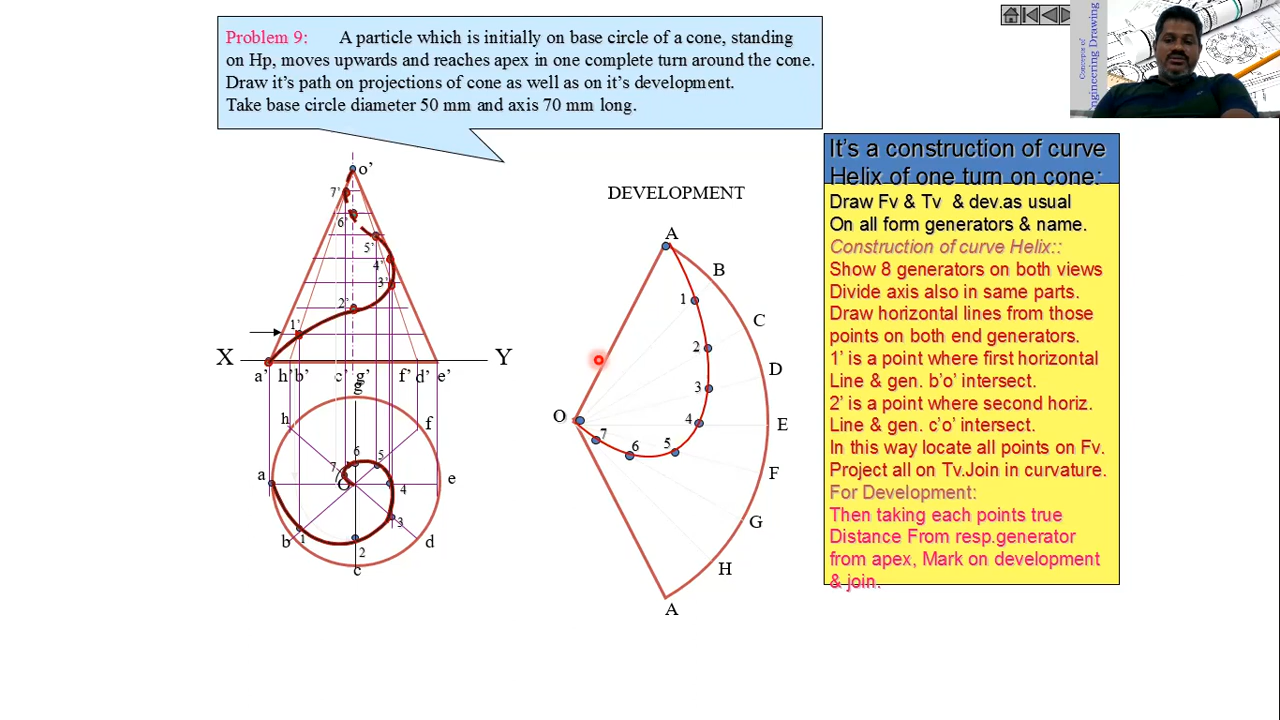 Problem 9: A particle which is initially on base circle of a cone, standing
on Hp, moves upwards and reaches apex in one complete turn around the cone.
Draw it's path on projections of cone as well as on it's development.
Take base circle diameter 50 mm and axis 70 mm long.
Concepts of
Engineering Drawing
It's a construction of curve
Helix of one turn on cone:
Draw Fv & Tv & dev.as usual
On all form generators & name.
Construction of curve Helix::
Show 8 generators on both views
Divide axis also in same parts.
Draw horizontal lines from those
points on both end generators.
1' is a point where first horizontal
Line & gen. b'o' intersect.
2' is a point where second horiz.
Line & gen. c'o' intersect.
In this way locate all points on Fv.
Project all on Tv.Join in curvature.
For Development:
Then taking each points true
Distance From resp.generator
from apex, Mark on development
& join.
DEVELOPMENT
o'
7'
6'
5'
4'
3'
2'
1'
X
Y
a' h' b' c' g' f' d' e'
g
h
f
a
e
b
d
c
O
1
2
3
4
5
6
7
A
B
C
D
E
F
G
H
A
O
1
2
3
4
5
6
7